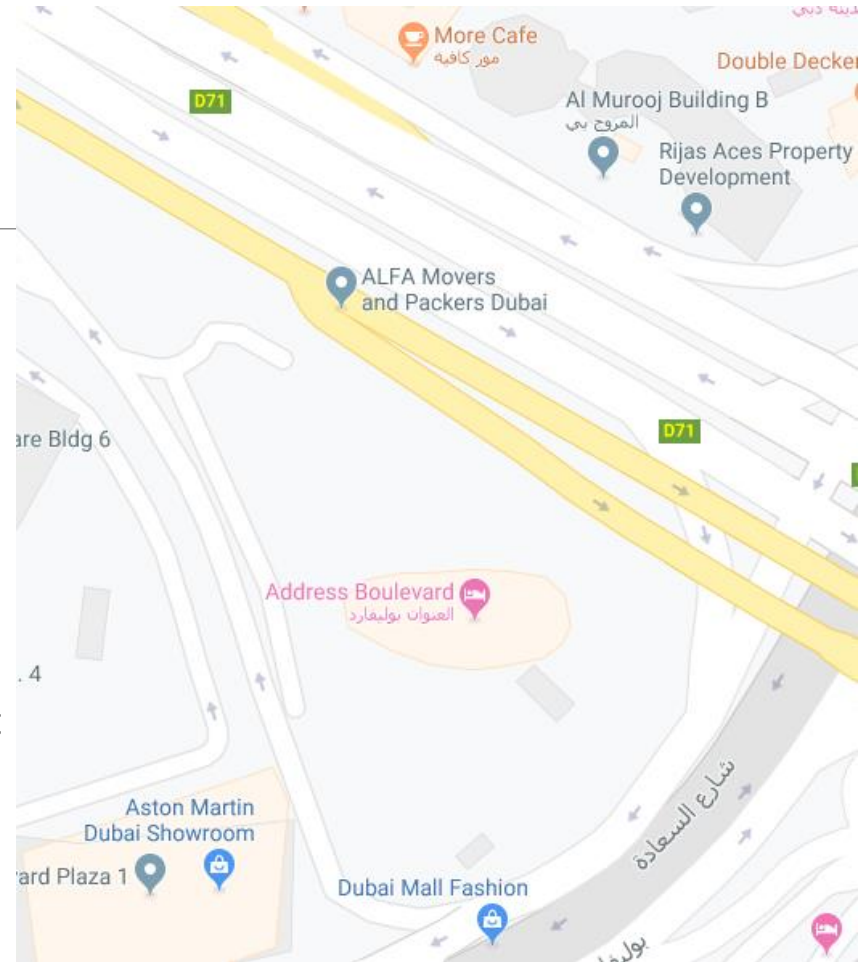 More Cafe
مور كافيه
Double Decker
Al Murooj Building B
المروج بي
D71
Rijas Aces Property
Development
ALFA Movers
and Packers Dubai
D71
are Bldg 6
Address Boulevard
العنوان بوليفارد
. 4
شارع السعادة
Aston Martin
Dubai Showroom
ard Plaza 1
Dubai Mall Fashion